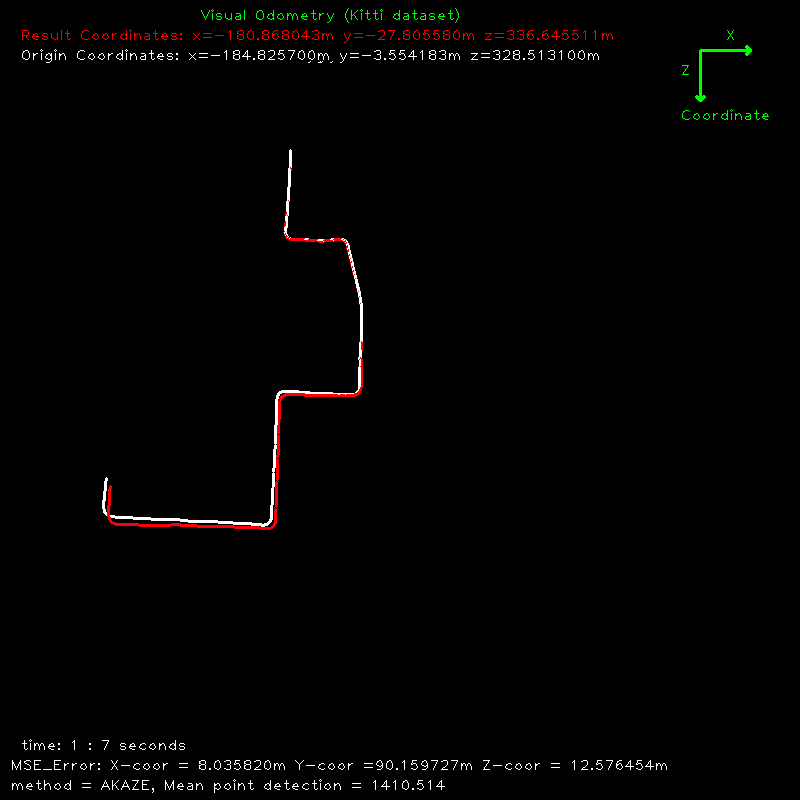 Visual Odometry (Kitti dataset)
Result Coordinates: x=-180.868043m y=-27.805580m z=336.645511m
Origin Coordinates: x=-184.825700m y=-3.554183m z=328.513100m
X
Z
Coordinate
time: 1 : 7 seconds
MSE_Error: X-coor = 8.035820m Y-coor =90.159727m Z-coor = 12.576454m
method = AKAZE, Mean point detection = 1410.514